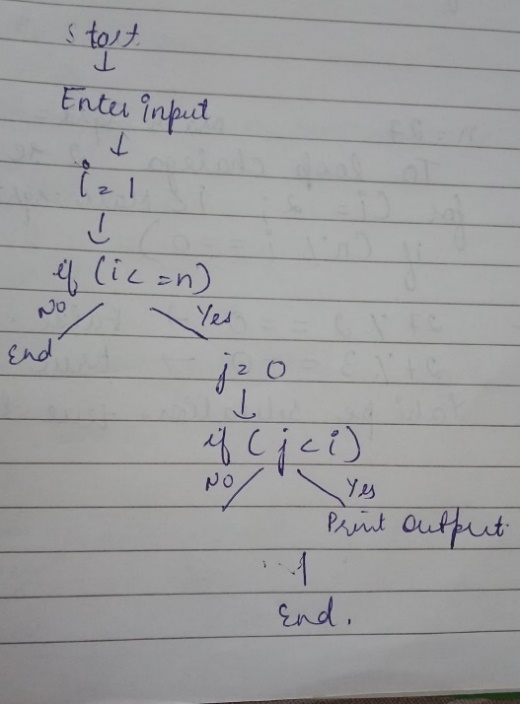 Start
↓
Enter input
↓
i = 1
↓
if (i < = n)
NO Yes
End
j = 0
↓
if (j < i)
NO Yes
Print output.
End.